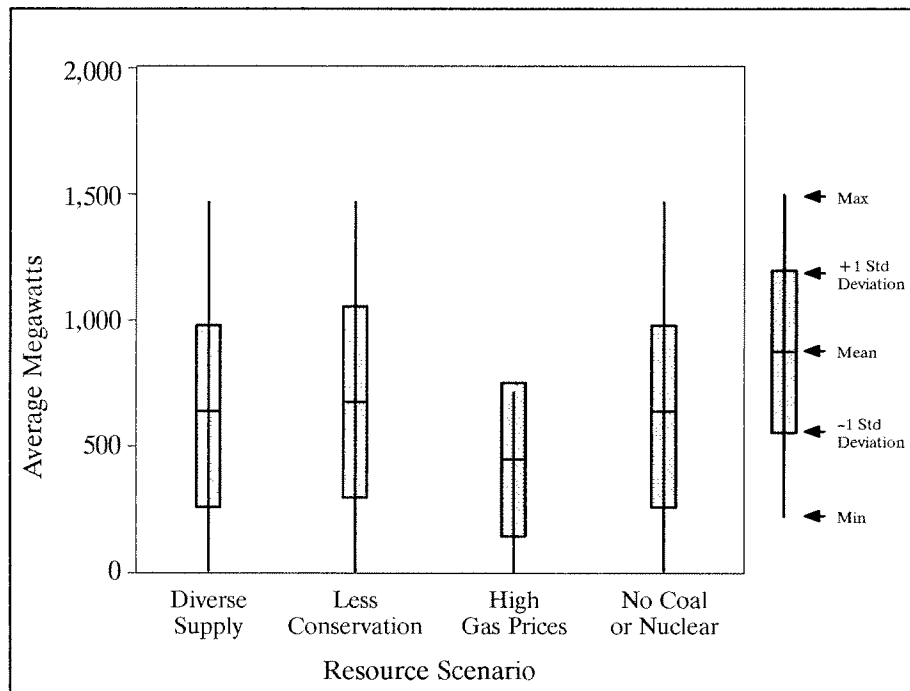 2,000
1,500
1,000
500
0
Average Megawatts
Diverse
Supply
Less
Conservation
High
Gas Prices
No Coal
or Nuclear
Resource Scenario
Max
+1 Std
Deviation
Mean
-1 Std
Deviation
Min